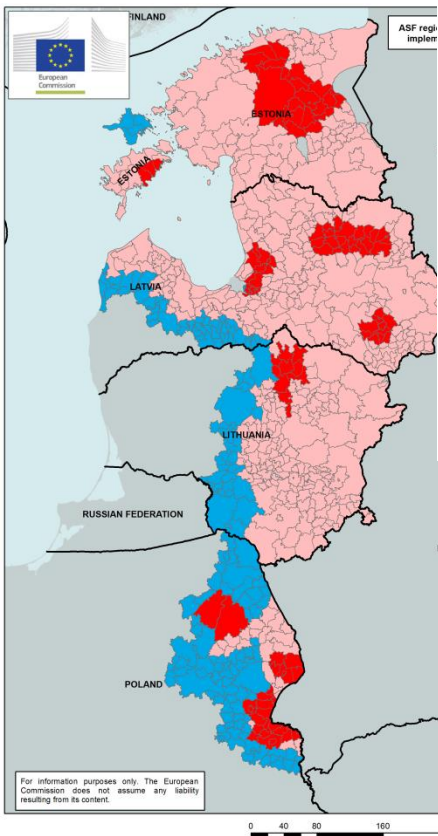 FINLAND
ASF regio
implem
European
Commission
ESTONIA
ESTONIA
LATVIA
LITHUANIA
RUSSIAN FEDERATION
POLAND
For information purposes only. The European
Commission does not assume any liability
resulting from its content.
0 40 80 160